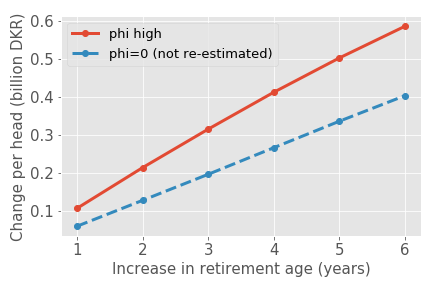 phi high
phi=0 (not re-estimated)
Change per head (billion DKR)
0.6
0.5
0.4
0.3
0.2
0.1
1 2 3 4 5 6
Increase in retirement age (years)